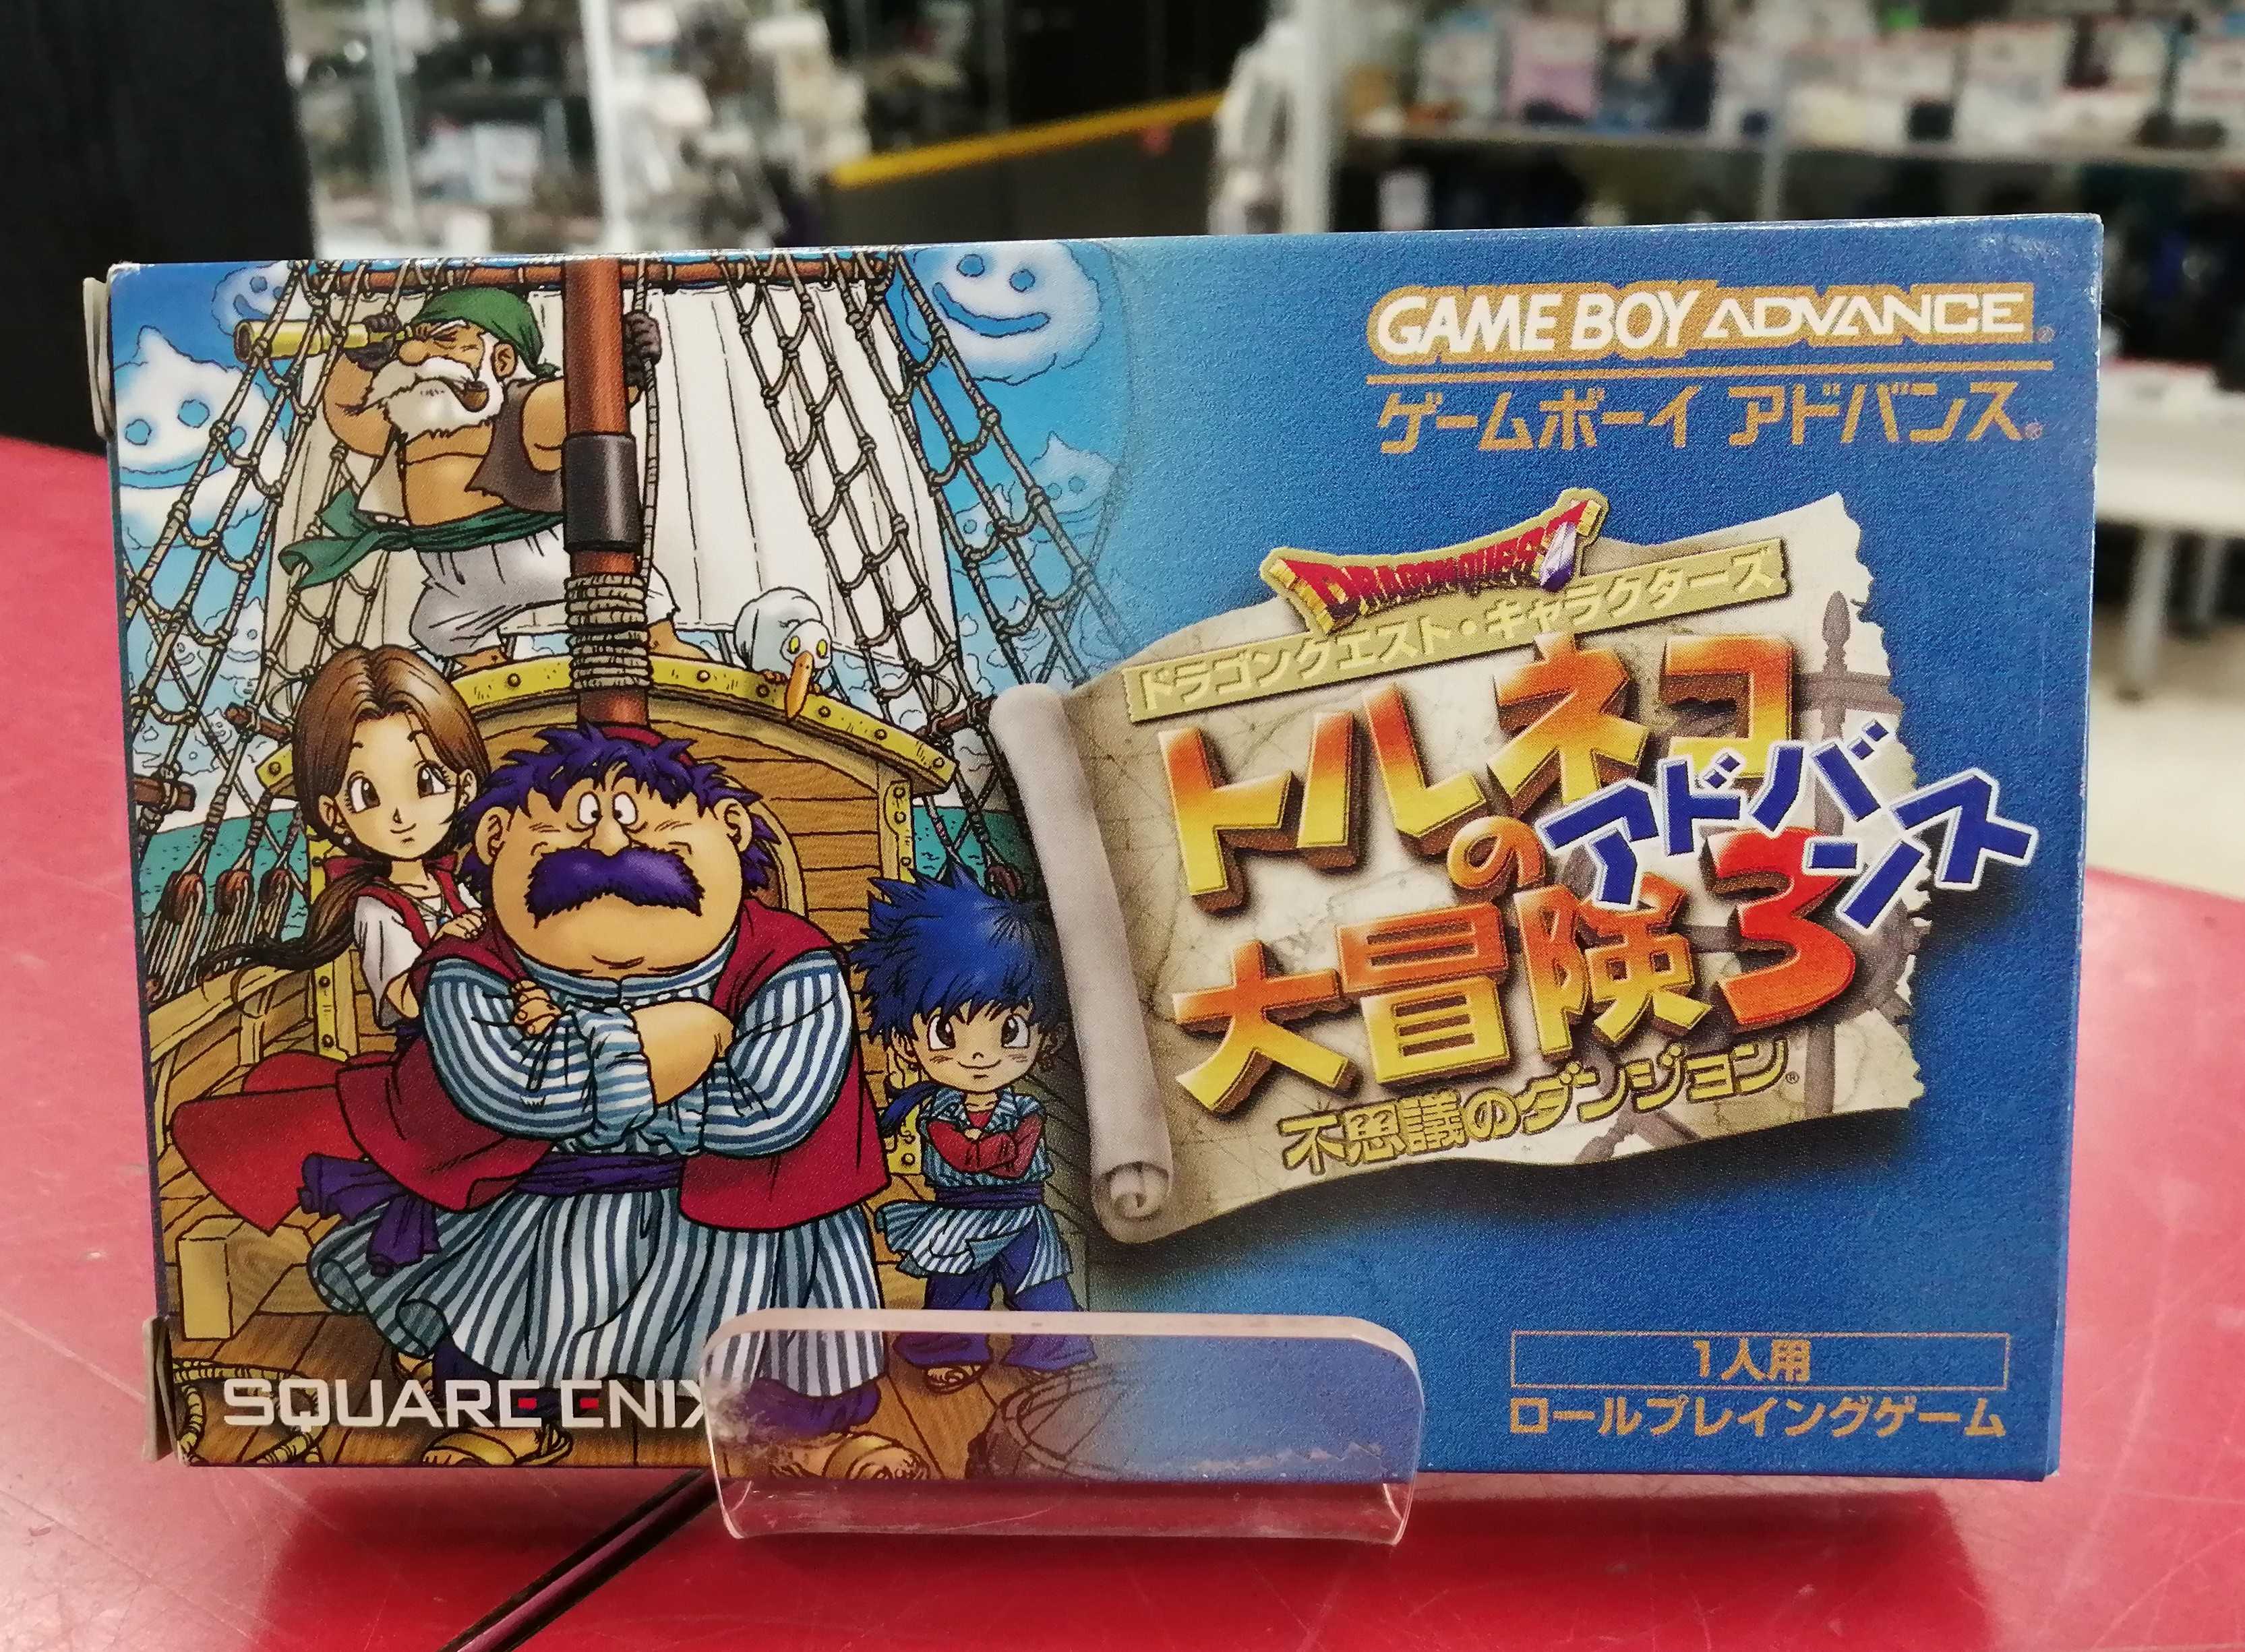 GAME BOY ADVANCE
ゲームボーイ アドバンス
DRAGON QUEST
ドラゴンクエスト・キャラクターズ
トルネコの
大冒険3
アドバンス
不思議のダンジョン
1人用
ロールプレイングゲーム
SQUARE ENIX